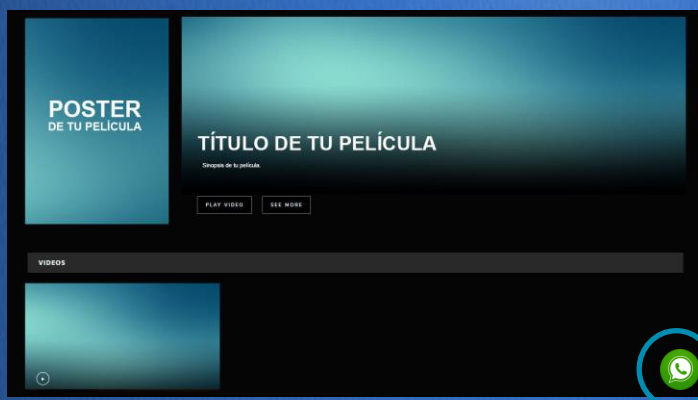 POSTER
DE TU PELÍCULA
TÍTULO DE TU PELÍCULA
Sinopsis de tu película.
PLAY VIDEO
SEE MORE
VIDEOS